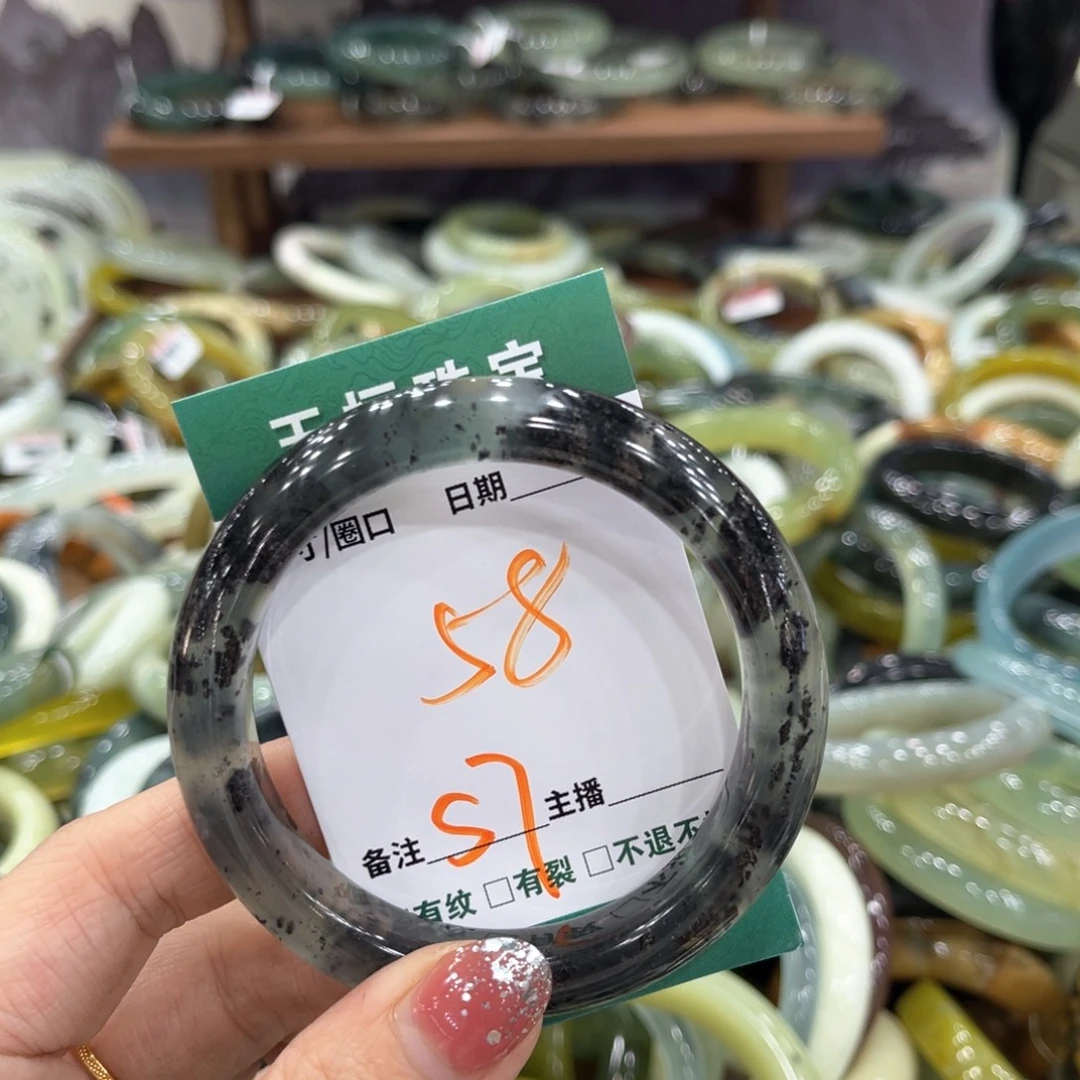 日期
/圈口
58
主播
备注 57
有纹 □有裂 □不退不